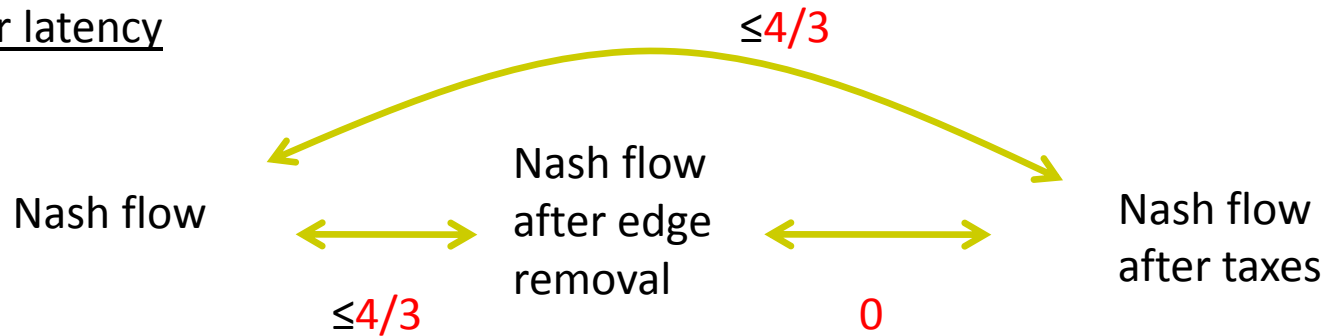 r latency
≤4/3
Nash flow
Nash flow
after edge
removal
Nash flow
after taxes
≤4/3
0